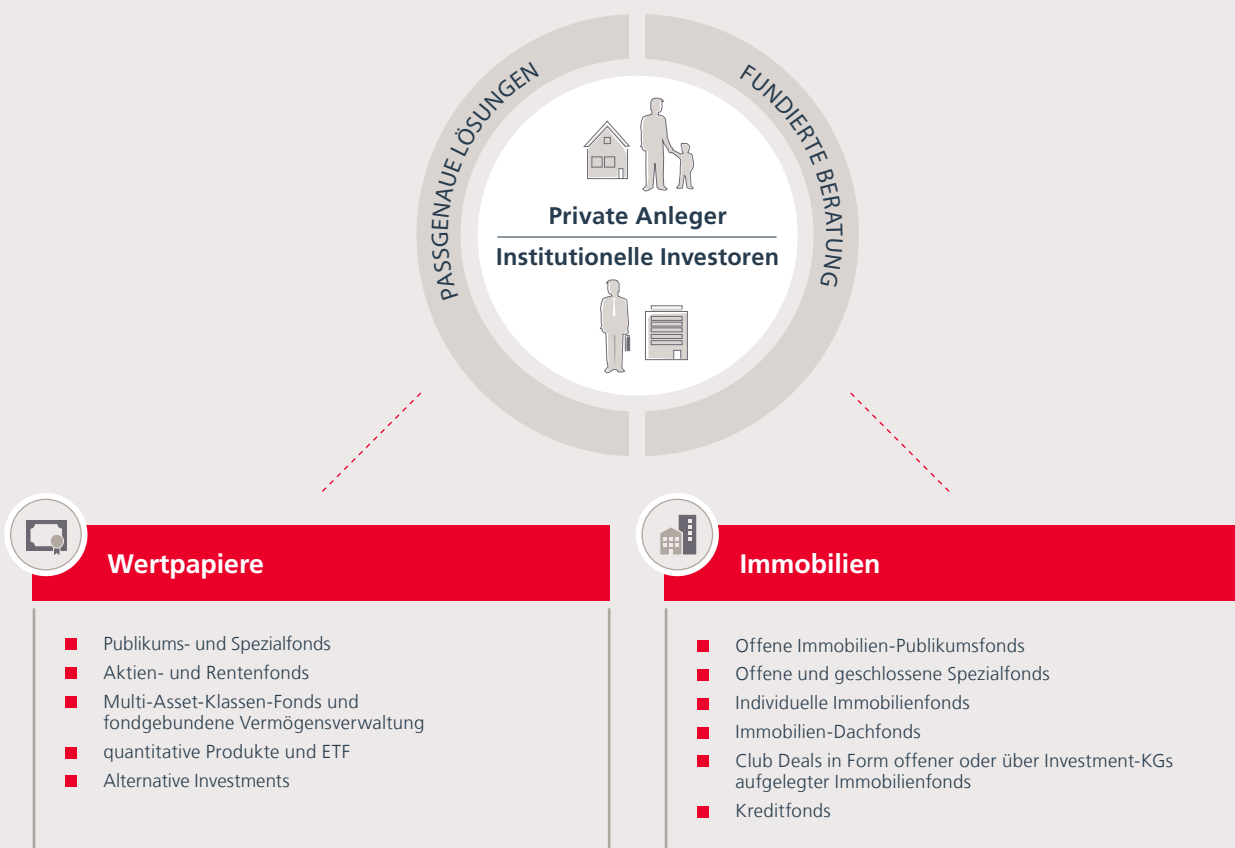 PASSGENAUE LÖSUNGEN
FUNDIERTE BERATUNG
Private Anleger
Institutionelle Investoren
Wertpapiere
Publikums- und Spezialfonds
Aktien- und Rentenfonds
Multi-Asset-Klassen-Fonds und
fondgebundene Vermögensverwaltung
quantitative Produkte und ETF
Alternative Investments
Immobilien
Offene Immobilien-Publikumsfonds
Offene und geschlossene Spezialfonds
Individuelle Immobilienfonds
Immobilien-Dachfonds
Club Deals in Form offener oder über Investment-KGs
aufgelegter Immobilienfonds
Kreditfonds